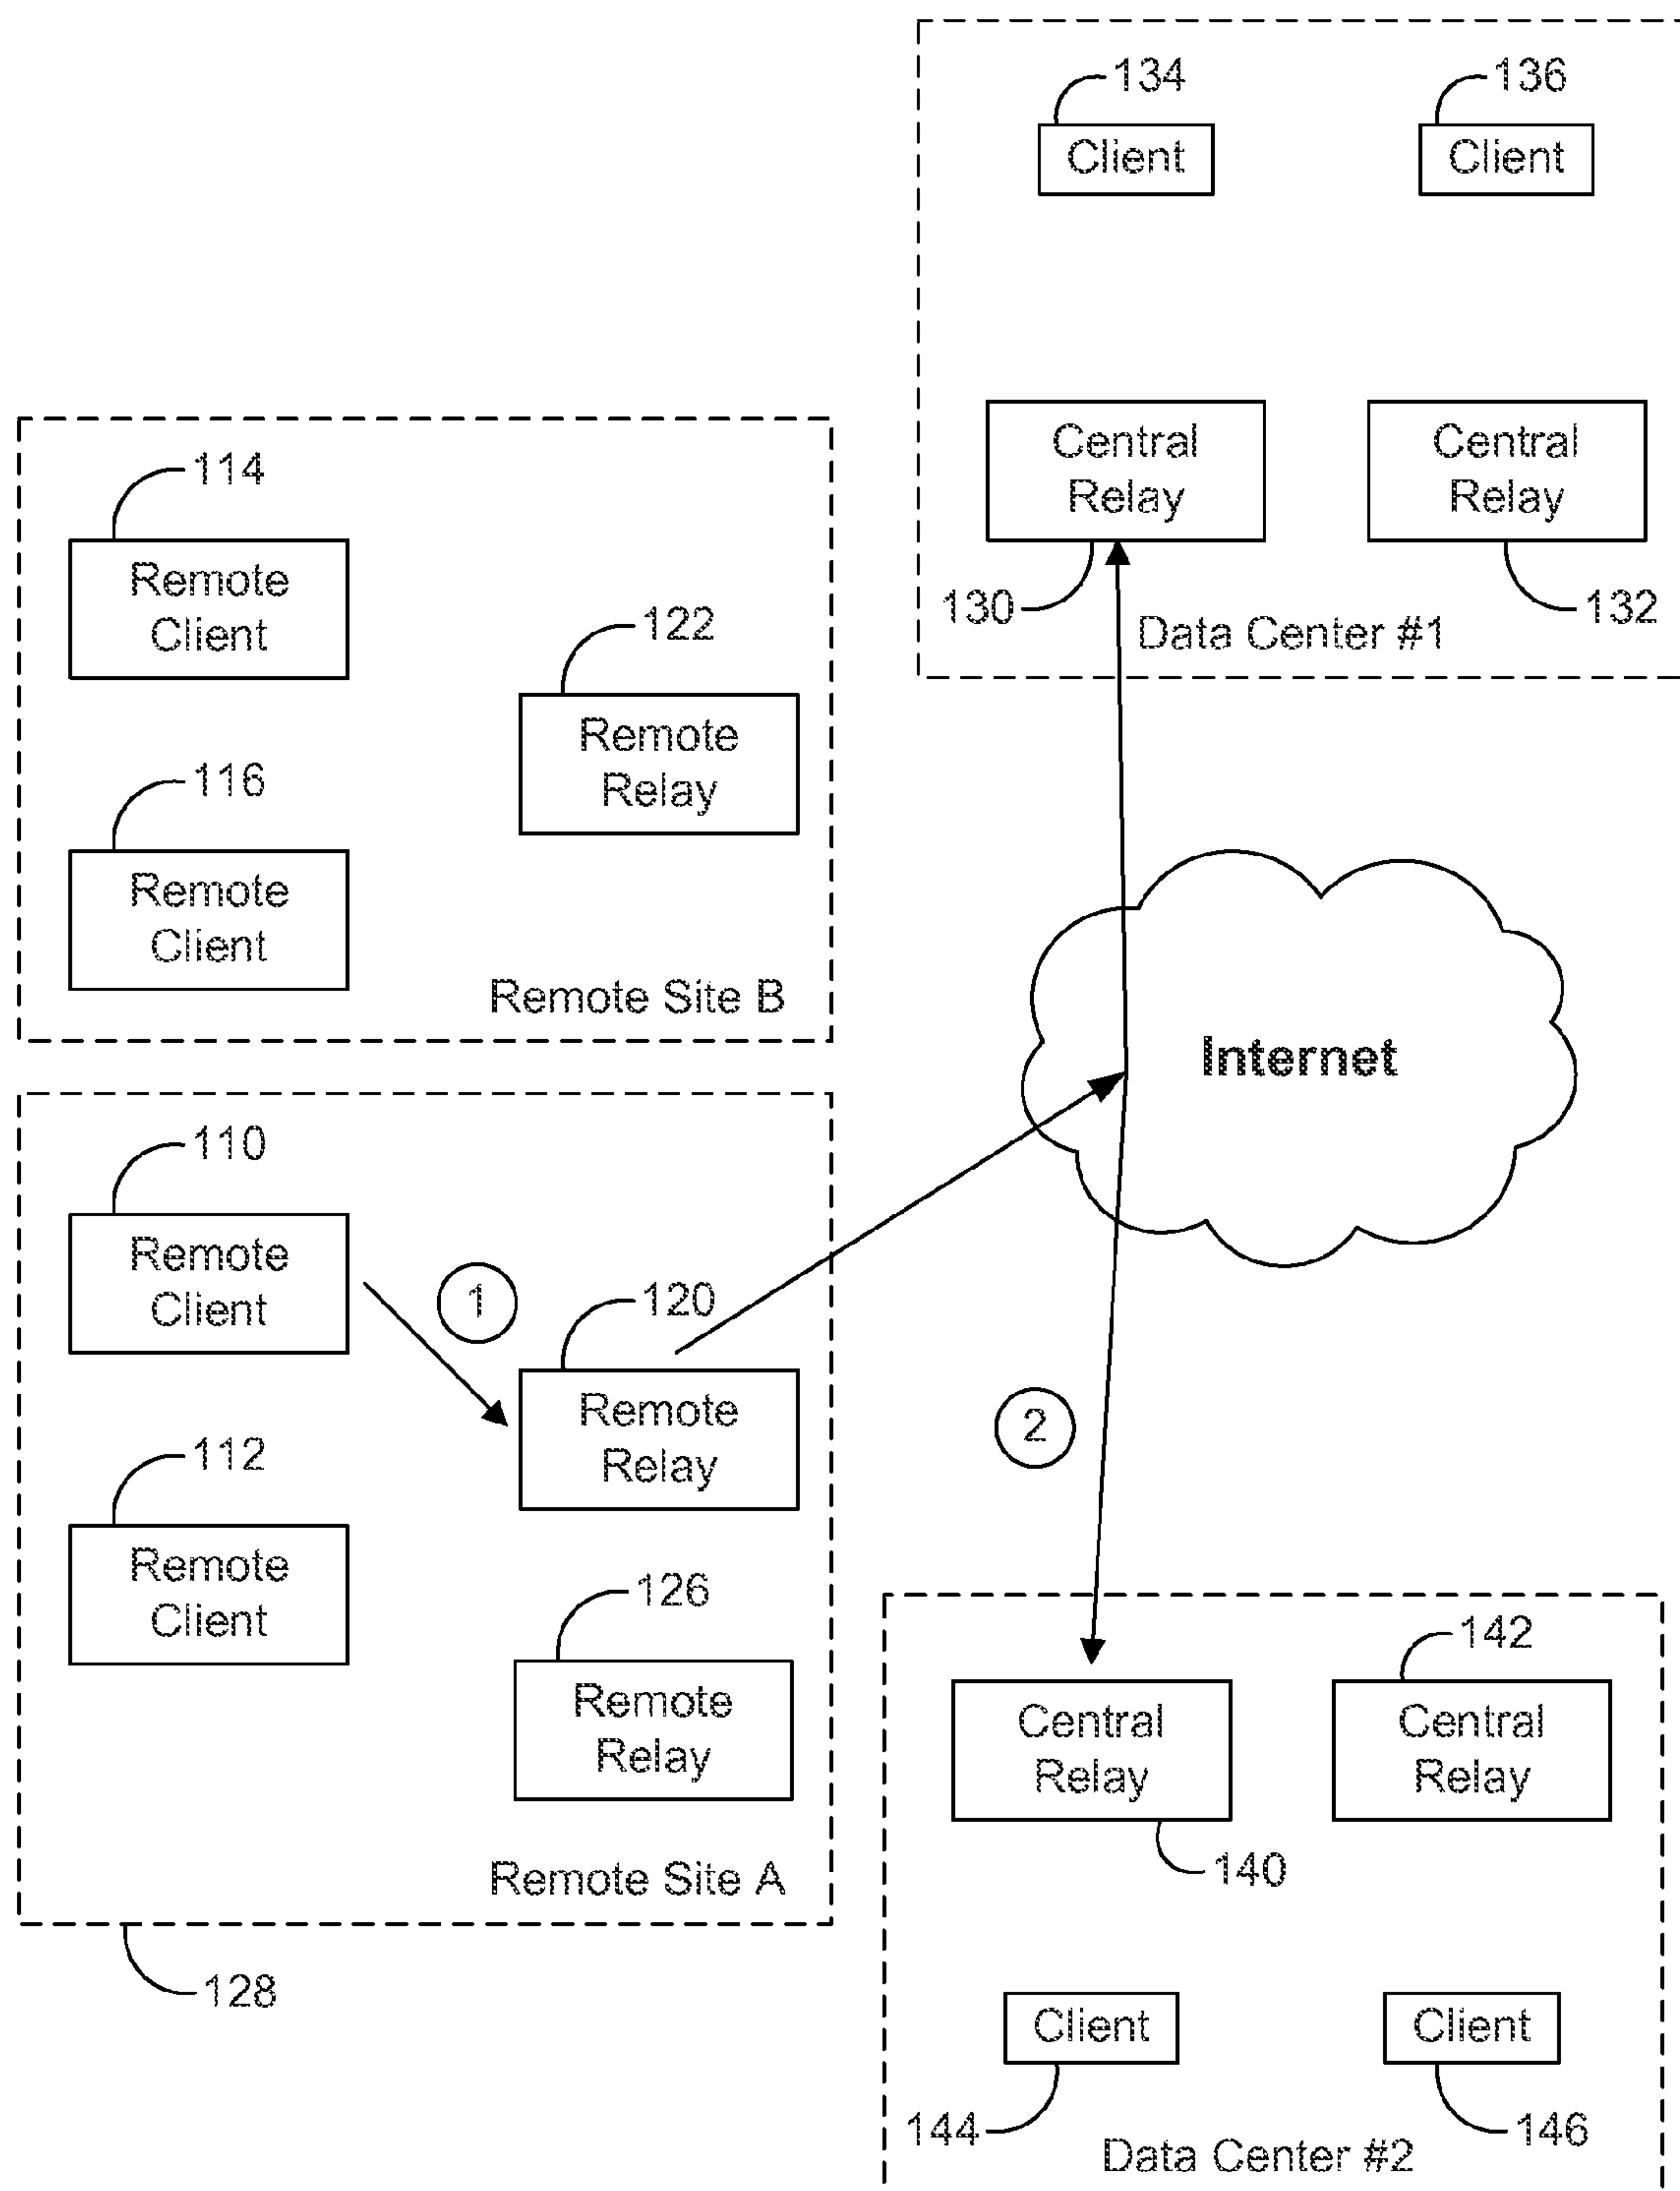 134
136
Client
Client
Central
Relay
Central
Relay
130
132
Data Center #1
114
Remote
Client
122
Remote
Relay
116
Remote
Client
Remote Site B
Internet
110
Remote
Client
1
120
Remote
Relay
2
112
Remote
Client
126
Remote
Relay
Remote Site A
128
142
Central
Relay
Central
Relay
140
Client
Client
144
146
Data Center #2